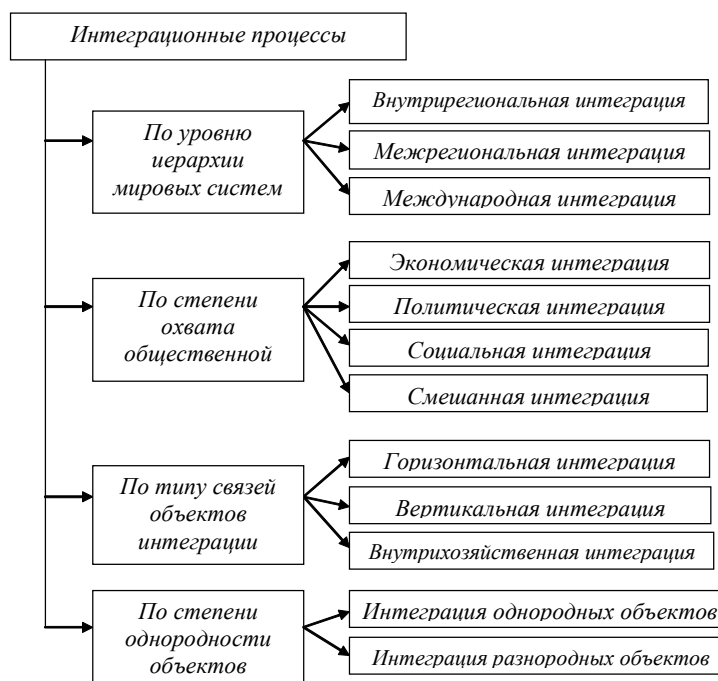 Интеграционные процессы
По уровню
иерархии
мировых систем
Внутрирегиональная интеграция
Межрегиональная интеграция
Международная интеграция
По степени
охвата
общественной
Экономическая интеграция
Политическая интеграция
Социальная интеграция
Смешанная интеграция
По типу связей
объектов
интеграции
Горизонтальная интеграция
Вертикальная интеграция
Внутрихозяйственная интеграция
По степени
однородности
объектов
Интеграция однородных объектов
Интеграция разнородных объектов